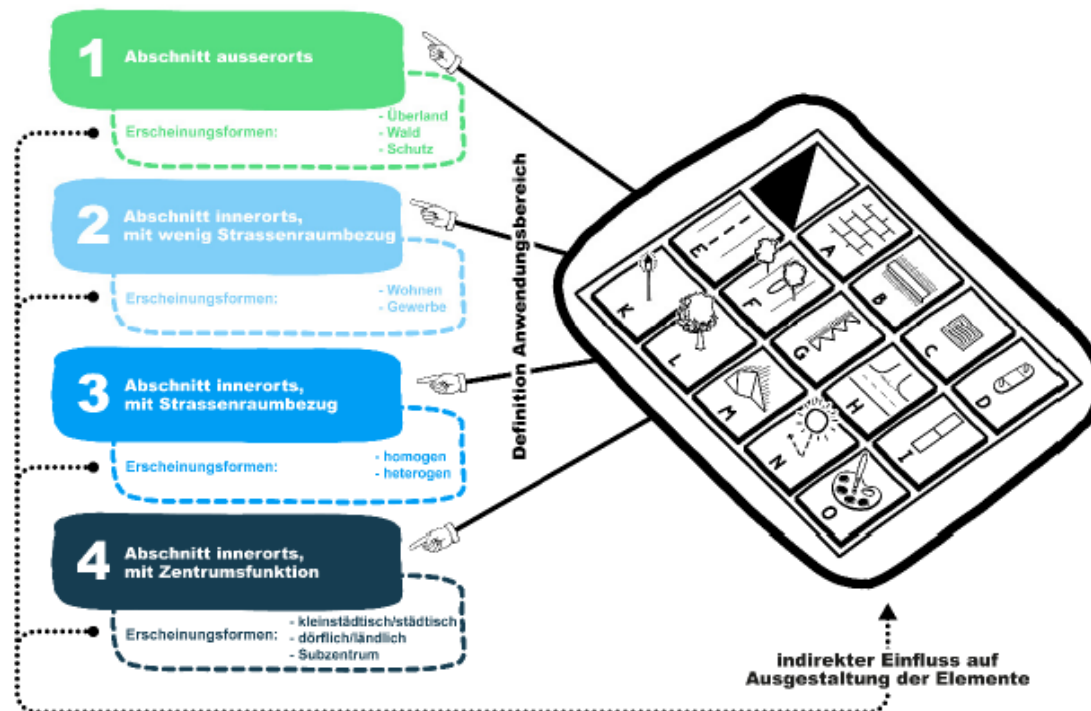 1
Abschnitt ausserorts
Erscheinungsformen:
- Überland
- Wald
- Schutz
2
Abschnitt innerorts,
mit wenig Strassenraumbezug
Erscheinungsformen:
- Wohnen
- Gewerbe
3
Abschnitt innerorts,
mit Strassenraumbezug
Erscheinungsformen:
- homogen
- heterogen
4
Abschnitt innerorts,
mit Zentrumsfunktion
Erscheinungsformen:
- kleinstädtisch/städtisch
- dörflich/ländlich
- Subzentrum
Definition Anwendungsbereich
A
B
C
D
E
F
G
H
I
K
L
M
N
O
indirekter Einfluss auf
Ausgestaltung der Elemente